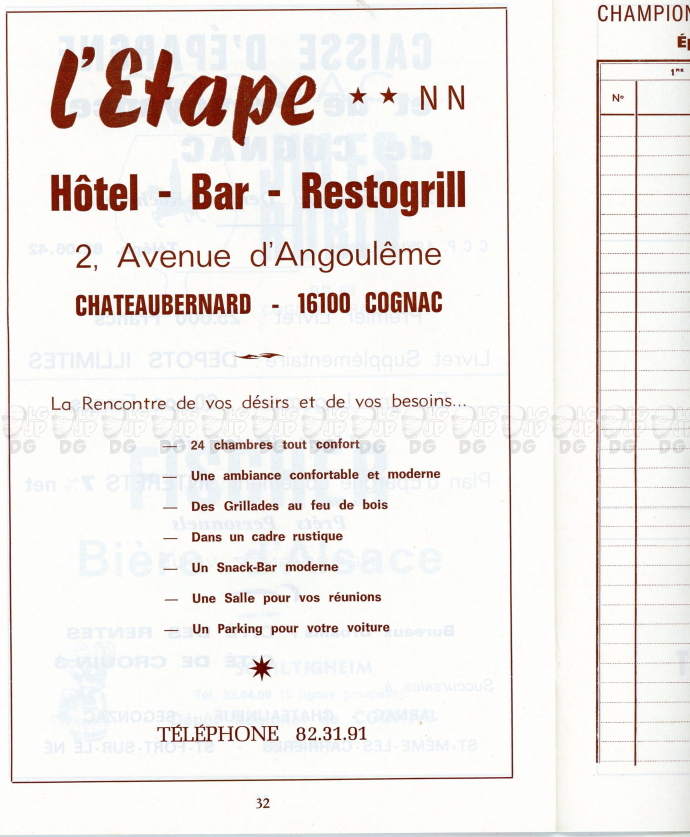 l'Etape ★ ★ N N
Hôtel - Bar - Restogrill
2, Avenue d'Angoulême
CHATEAUBERNARD - 16100 COGNAC
La Rencontre de vos désirs et de vos besoins...
— 24 chambres tout confort
— Une ambiance confortable et moderne
— Des Grillades au feu de bois
— Dans un cadre rustique
— Un Snack-Bar moderne
— Une Salle pour vos réunions
— Un Parking pour votre voiture
TÉLÉPHONE 82.31.91
32
CHAMPION
1re
N°